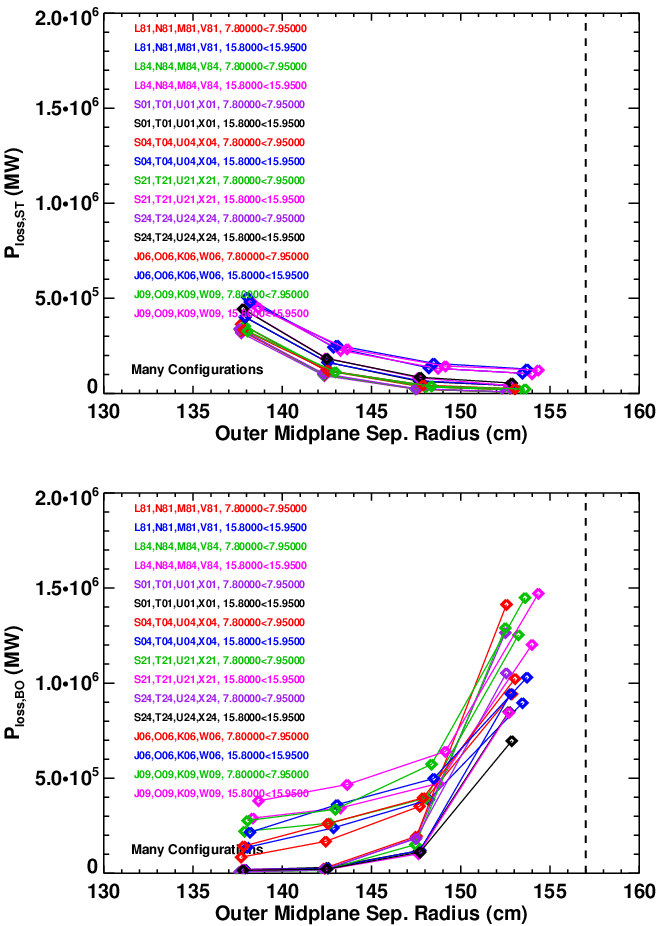 2.0•10^6
1.5•10^6
1.0•10^6
5.0•10^5
0
P_loss,ST (MW)
L81,N81,M81,V81, 7.80000<7.95000
L81,N81,M81,V81, 15.8000<15.9500
L84,N84,M84,V84, 7.80000<7.95000
L84,N84,M84,V84, 15.8000<15.9500
S01,T01,U01,X01, 7.80000<7.95000
S01,T01,U01,X01, 15.8000<15.9500
S04,T04,U04,X04, 7.80000<7.95000
S04,T04,U04,X04, 15.8000<15.9500
S21,T21,U21,X21, 7.80000<7.95000
S21,T21,U21,X21, 15.8000<15.9500
S24,T24,U24,X24, 7.80000<7.95000
S24,T24,U24,X24, 15.8000<15.9500
J06,O06,K06,W06, 7.80000<7.95000
J06,O06,K06,W06, 15.8000<15.9500
J09,O09,K09,W09, 7.80000<7.95000
J09,O09,K09,W09, 15.8000<15.9500
Many Configurations
130 135 140 145 150 155 160
Outer Midplane Sep. Radius (cm)
2.0•10^6
1.5•10^6
1.0•10^6
5.0•10^5
0
P_loss,BO (MW)
L81,N81,M81,V81, 7.80000<7.95000
L81,N81,M81,V81, 15.8000<15.9500
L84,N84,M84,V84, 7.80000<7.95000
L84,N84,M84,V84, 15.8000<15.9500
S01,T01,U01,X01, 7.80000<7.95000
S01,T01,U01,X01, 15.8000<15.9500
S04,T04,U04,X04, 7.80000<7.95000
S04,T04,U04,X04, 15.8000<15.9500
S21,T21,U21,X21, 7.80000<7.95000
S21,T21,U21,X21, 15.8000<15.9500
S24,T24,U24,X24, 7.80000<7.95000
S24,T24,U24,X24, 15.8000<15.9500
J06,O06,K06,W06, 7.80000<7.95000
J06,O06,K06,W06, 15.8000<15.9500
J09,O09,K09,W09, 7.80000<7.95000
J09,O09,K09,W09, 15.8000<15.9500
Many Configurations
130 135 140 145 150 155 160
Outer Midplane Sep. Radius (cm)